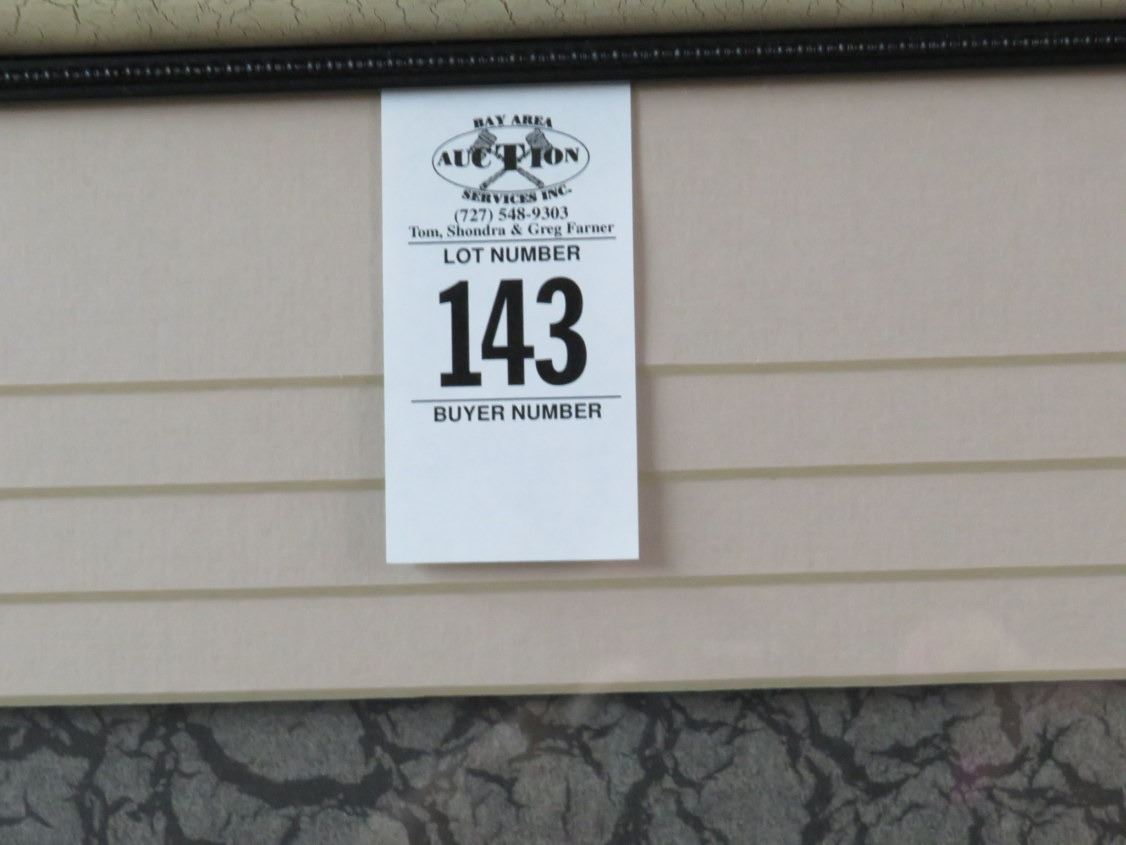 BAY AREA
AUCTION
SERVICES INC.
(727) 548-9303
Tom, Shondra & Greg Farner
LOT NUMBER
143
BUYER NUMBER